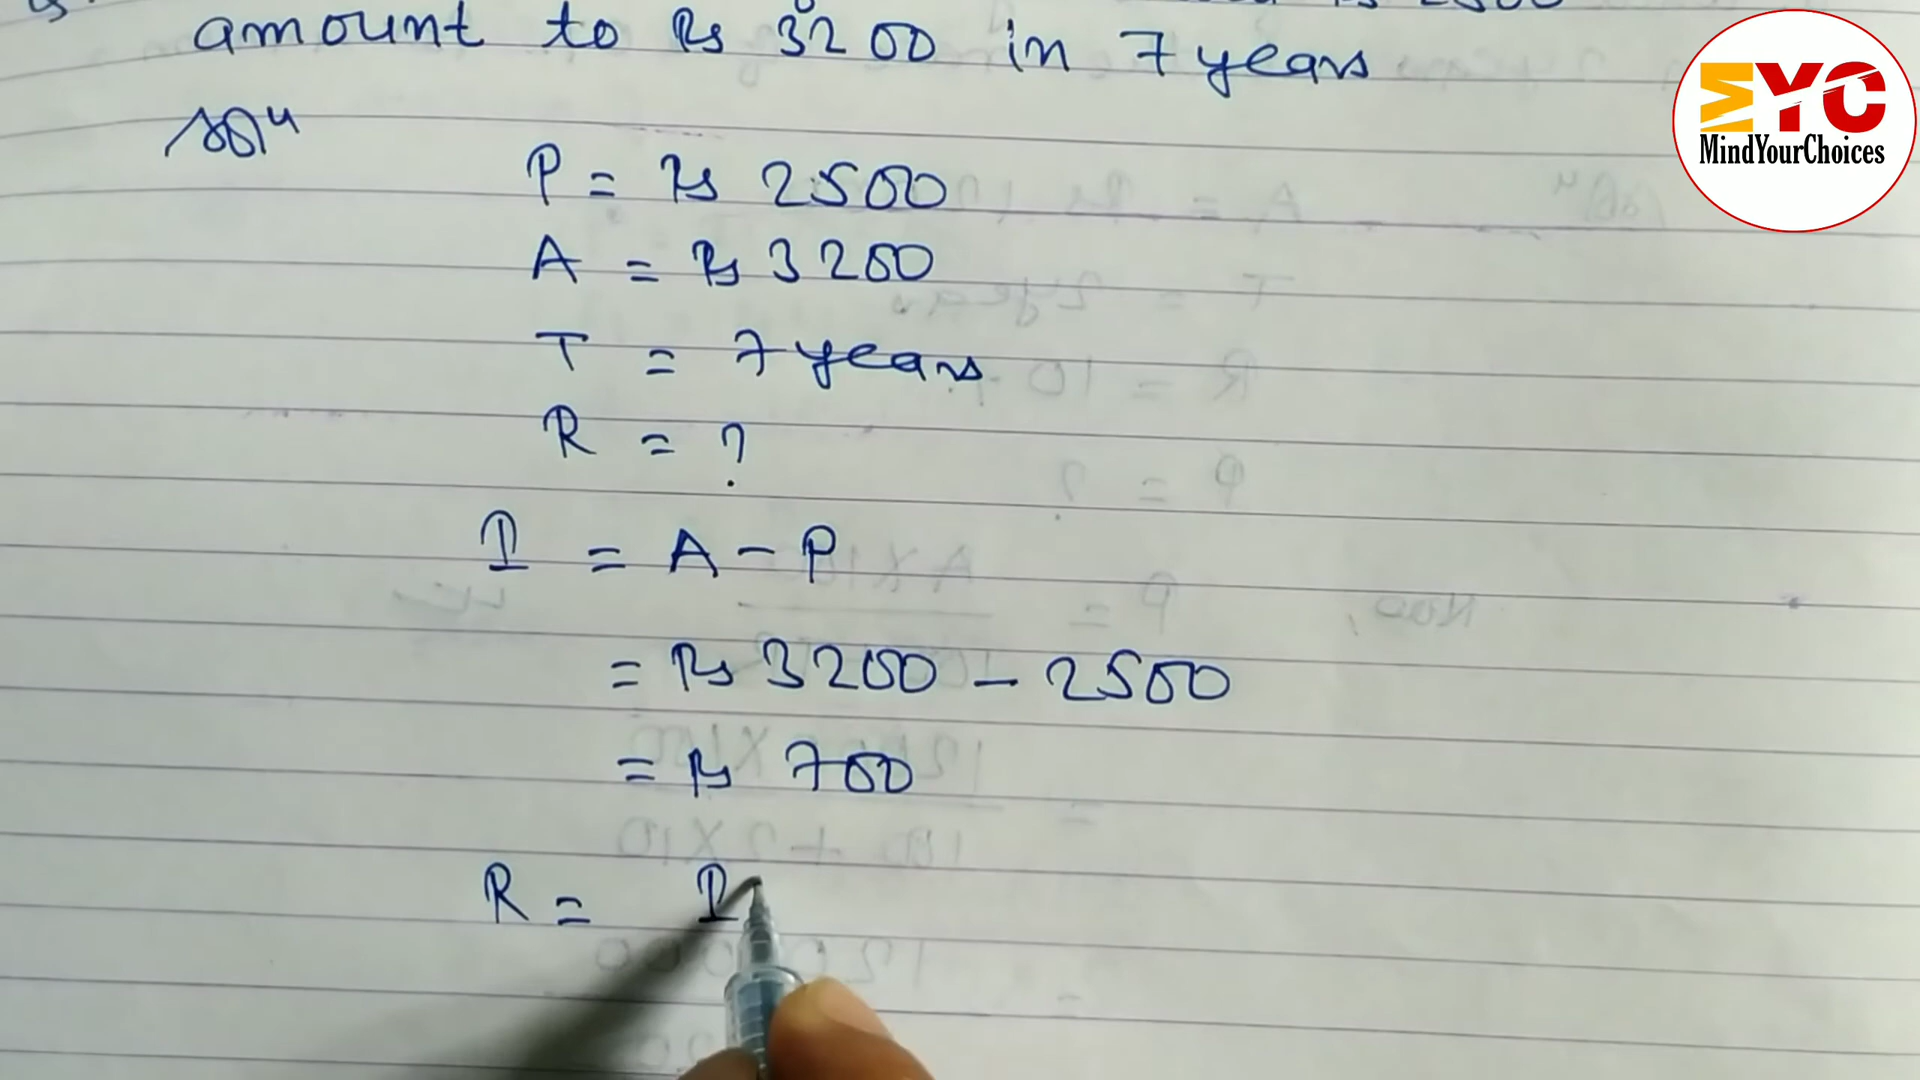 amount to Rs 3200 in 7 years
Solⁿ
P = Rs 2500
A = Rs 3200
T = 7 years
R = ?
I = A - P
= Rs 3200 - 2500
= Rs 700
R = I
MYC
MindYourChoices